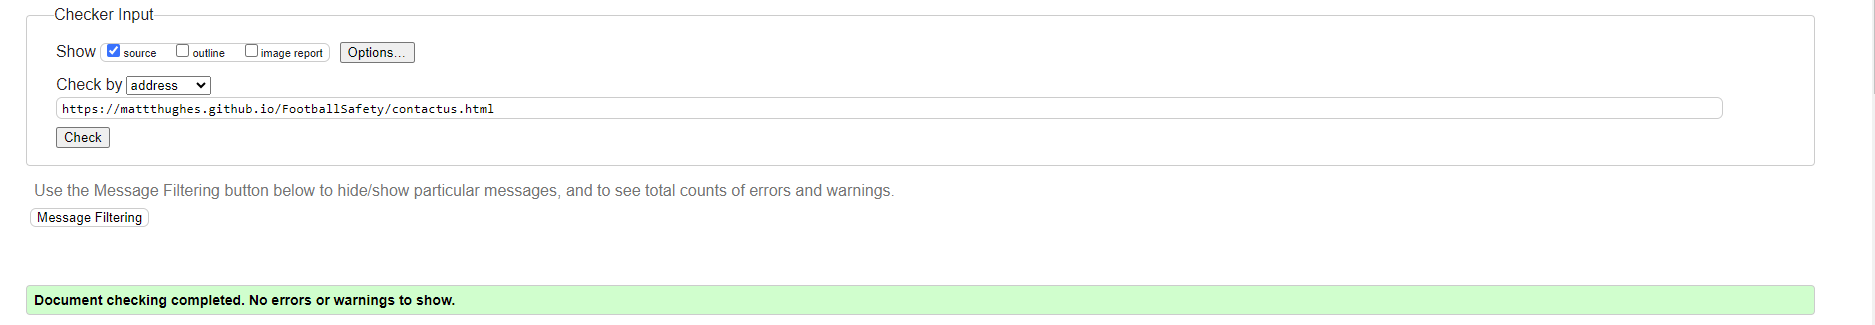 Checker Input
Show source outline image report Options...
Check by address
https://mattthughes.github.io/FootballSafety/contactus.html
Check
Use the Message Filtering button below to hide/show particular messages, and to see total counts of errors and warnings.
Message Filtering
Document checking completed. No errors or warnings to show.